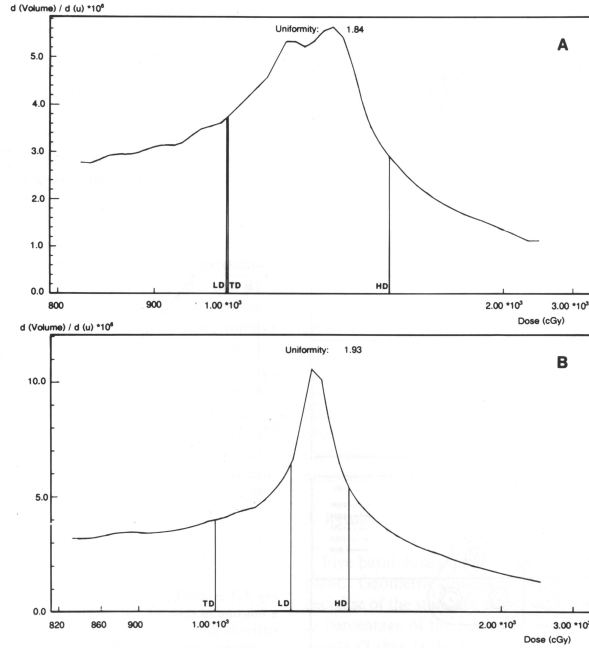 d (Volume) / d (u) *10⁶
Uniformity: 1.84
A
5.0
4.0
3.0
2.0
1.0
0.0
LD TD HD
800 900 1.00 *10³ 2.00 *10³ 3.00 *10³
Dose (cGy)
d (Volume) / d (u) *10⁶
Uniformity: 1.93
B
10.0
5.0
0.0
TD LD HD
820 860 900 1.00 *10³ 2.00 *10³ 3.00 *10³
Dose (cGy)